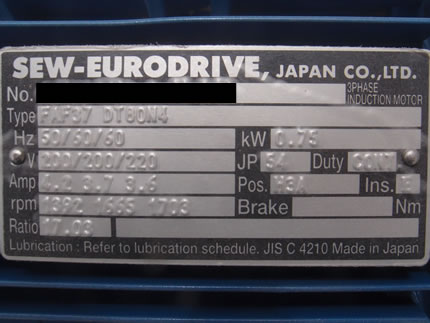 SEW-EURODRIVE, JAPAN CO.,LTD.
No. 3PHASE INDUCTION MOTOR
Type FAF37 DT80N4
Hz 50/60/60 kW 0.75
V 200/200/220 JP 54 Duty CONT
Amp 4.2 3.7 3.6 Pos. H3A Ins.
rpm 1392 1665 1703 Brake Nm
Ratio 17.03
Lubrication : Refer to lubrication schedule. JIS C 4210 Made in Japan